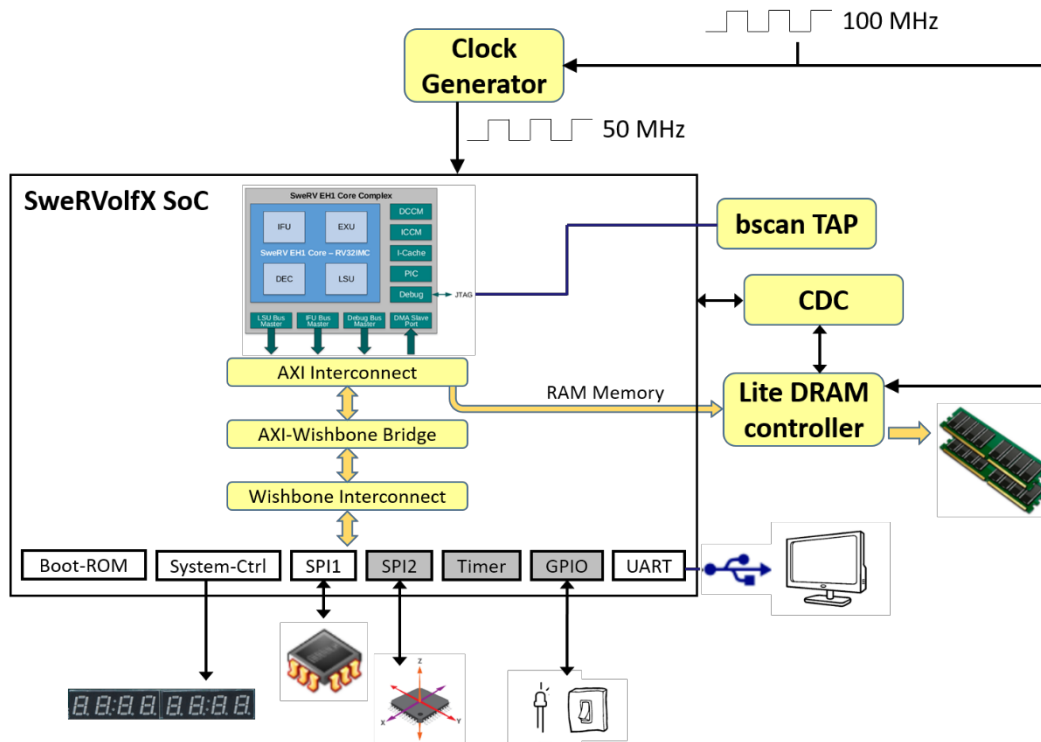 100 MHz
Clock
Generator
50 MHz
SweRVolfX SoC
SweRV EH1 Core Complex
IFU
EXU
SweRV EH1 Core – RV32IMC
DEC
LSU
DCCM
ICCM
I-Cache
PIC
Debug
JTAG
LSU Bus
Master
IFU Bus
Master
Debug Bus
Master
DMA Slave
Port
bscan TAP
CDC
AXI Interconnect
RAM Memory
Lite DRAM
controller
AXI-Wishbone Bridge
Wishbone Interconnect
Boot-ROM
System-Ctrl
SPI1
SPI2
Timer
GPIO
UART
Z
X
Y